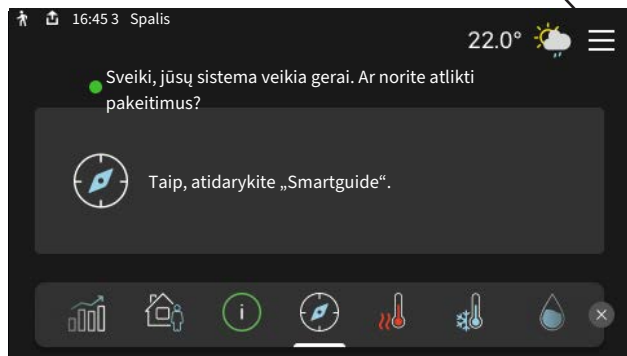 16:45 3 Spalis
22.0°
Sveiki, jūsų sistema veikia gerai. Ar norite atlikti
pakeitimus?
Taip, atidarykite „Smartguide“.
i